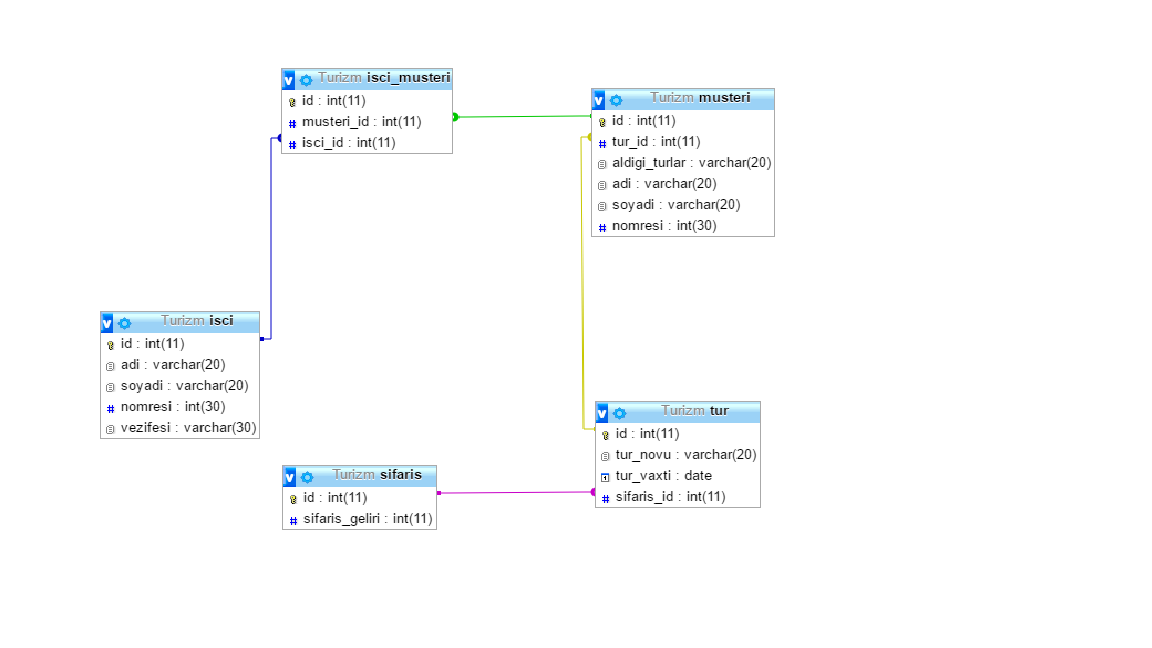 Turizm isci_musteri
id : int(11)
musteri_id : int(11)
isci_id : int(11)
Turizm musteri
id : int(11)
tur_id : int(11)
aldigi_turlar : varchar(20)
adi : varchar(20)
soyadi : varchar(20)
nomresi : int(30)
Turizm isci
id : int(11)
adi : varchar(20)
soyadi : varchar(20)
nomresi : int(30)
vezifesi : varchar(30)
Turizm tur
id : int(11)
tur_novu : varchar(20)
tur_vaxti : date
sifaris_id : int(11)
Turizm sifaris
id : int(11)
sifaris_geliri : int(11)